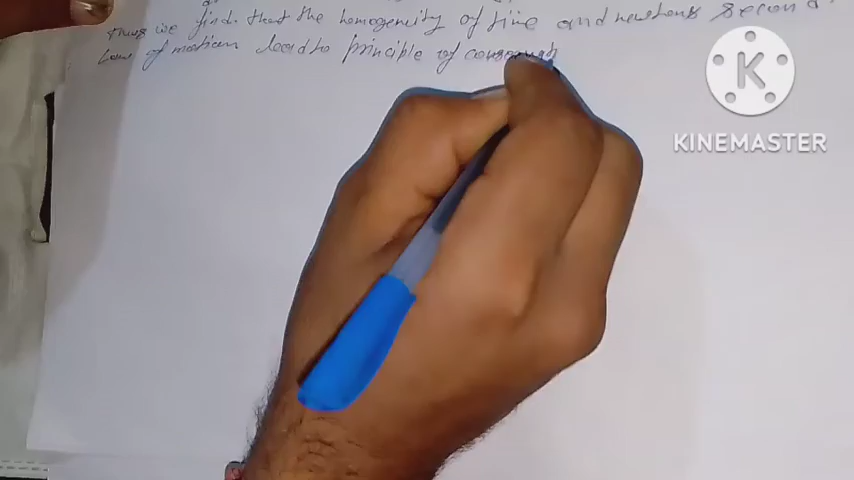 thus we find. that the homogeneity of time and newtons second.
Law of motion lead to principle of conserv
KINEMASTER